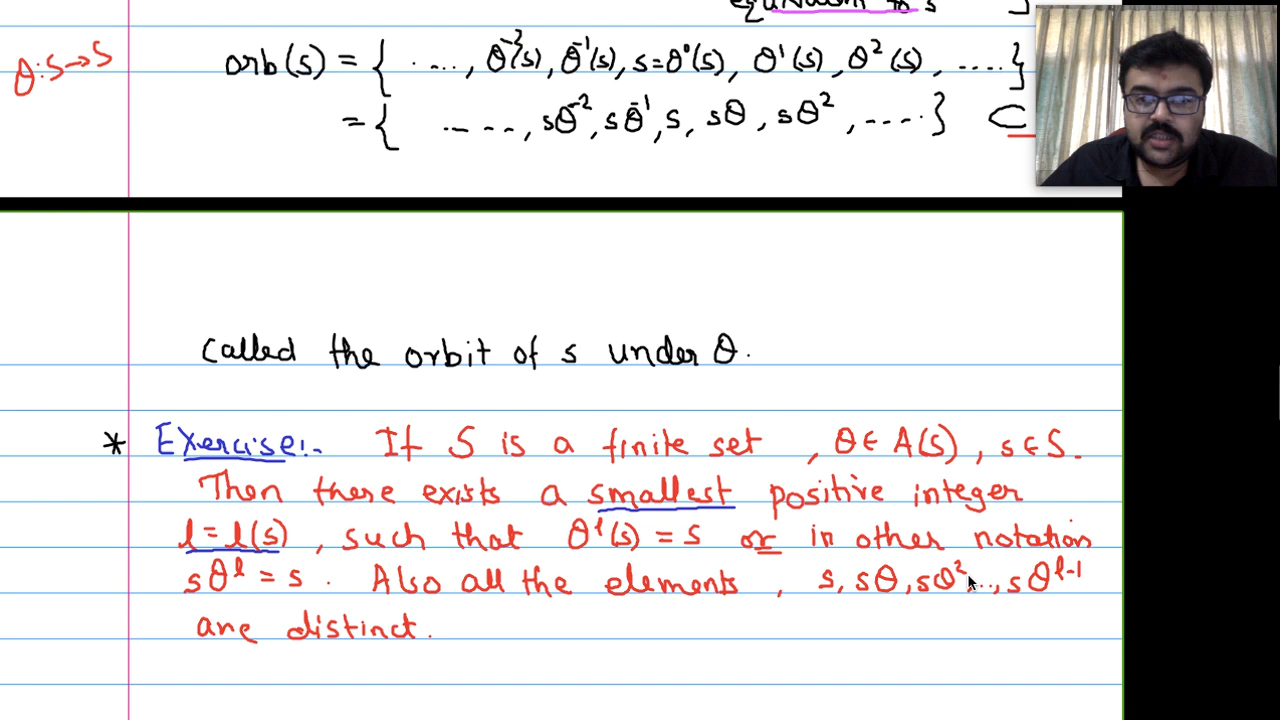 equivalent to s ]
θ:S→S
orb(s) = { ...., θ⁻²(s), θ⁻¹(s), s=θ⁰(s), θ¹(s), θ²(s), ....}
= { ....., sθ⁻², sθ⁻¹, s, sθ, sθ², .....} ⊂
called the orbit of s under θ.
* Exercise:- If S is a finite set, θ∈A(S), s∈S.
Then there exists a smallest positive integer
l=l(s), such that θˡ(s) = s or in other notation
sθˡ = s. Also all the elements, s, sθ, sθ², ..., sθˡ⁻¹
are distinct.